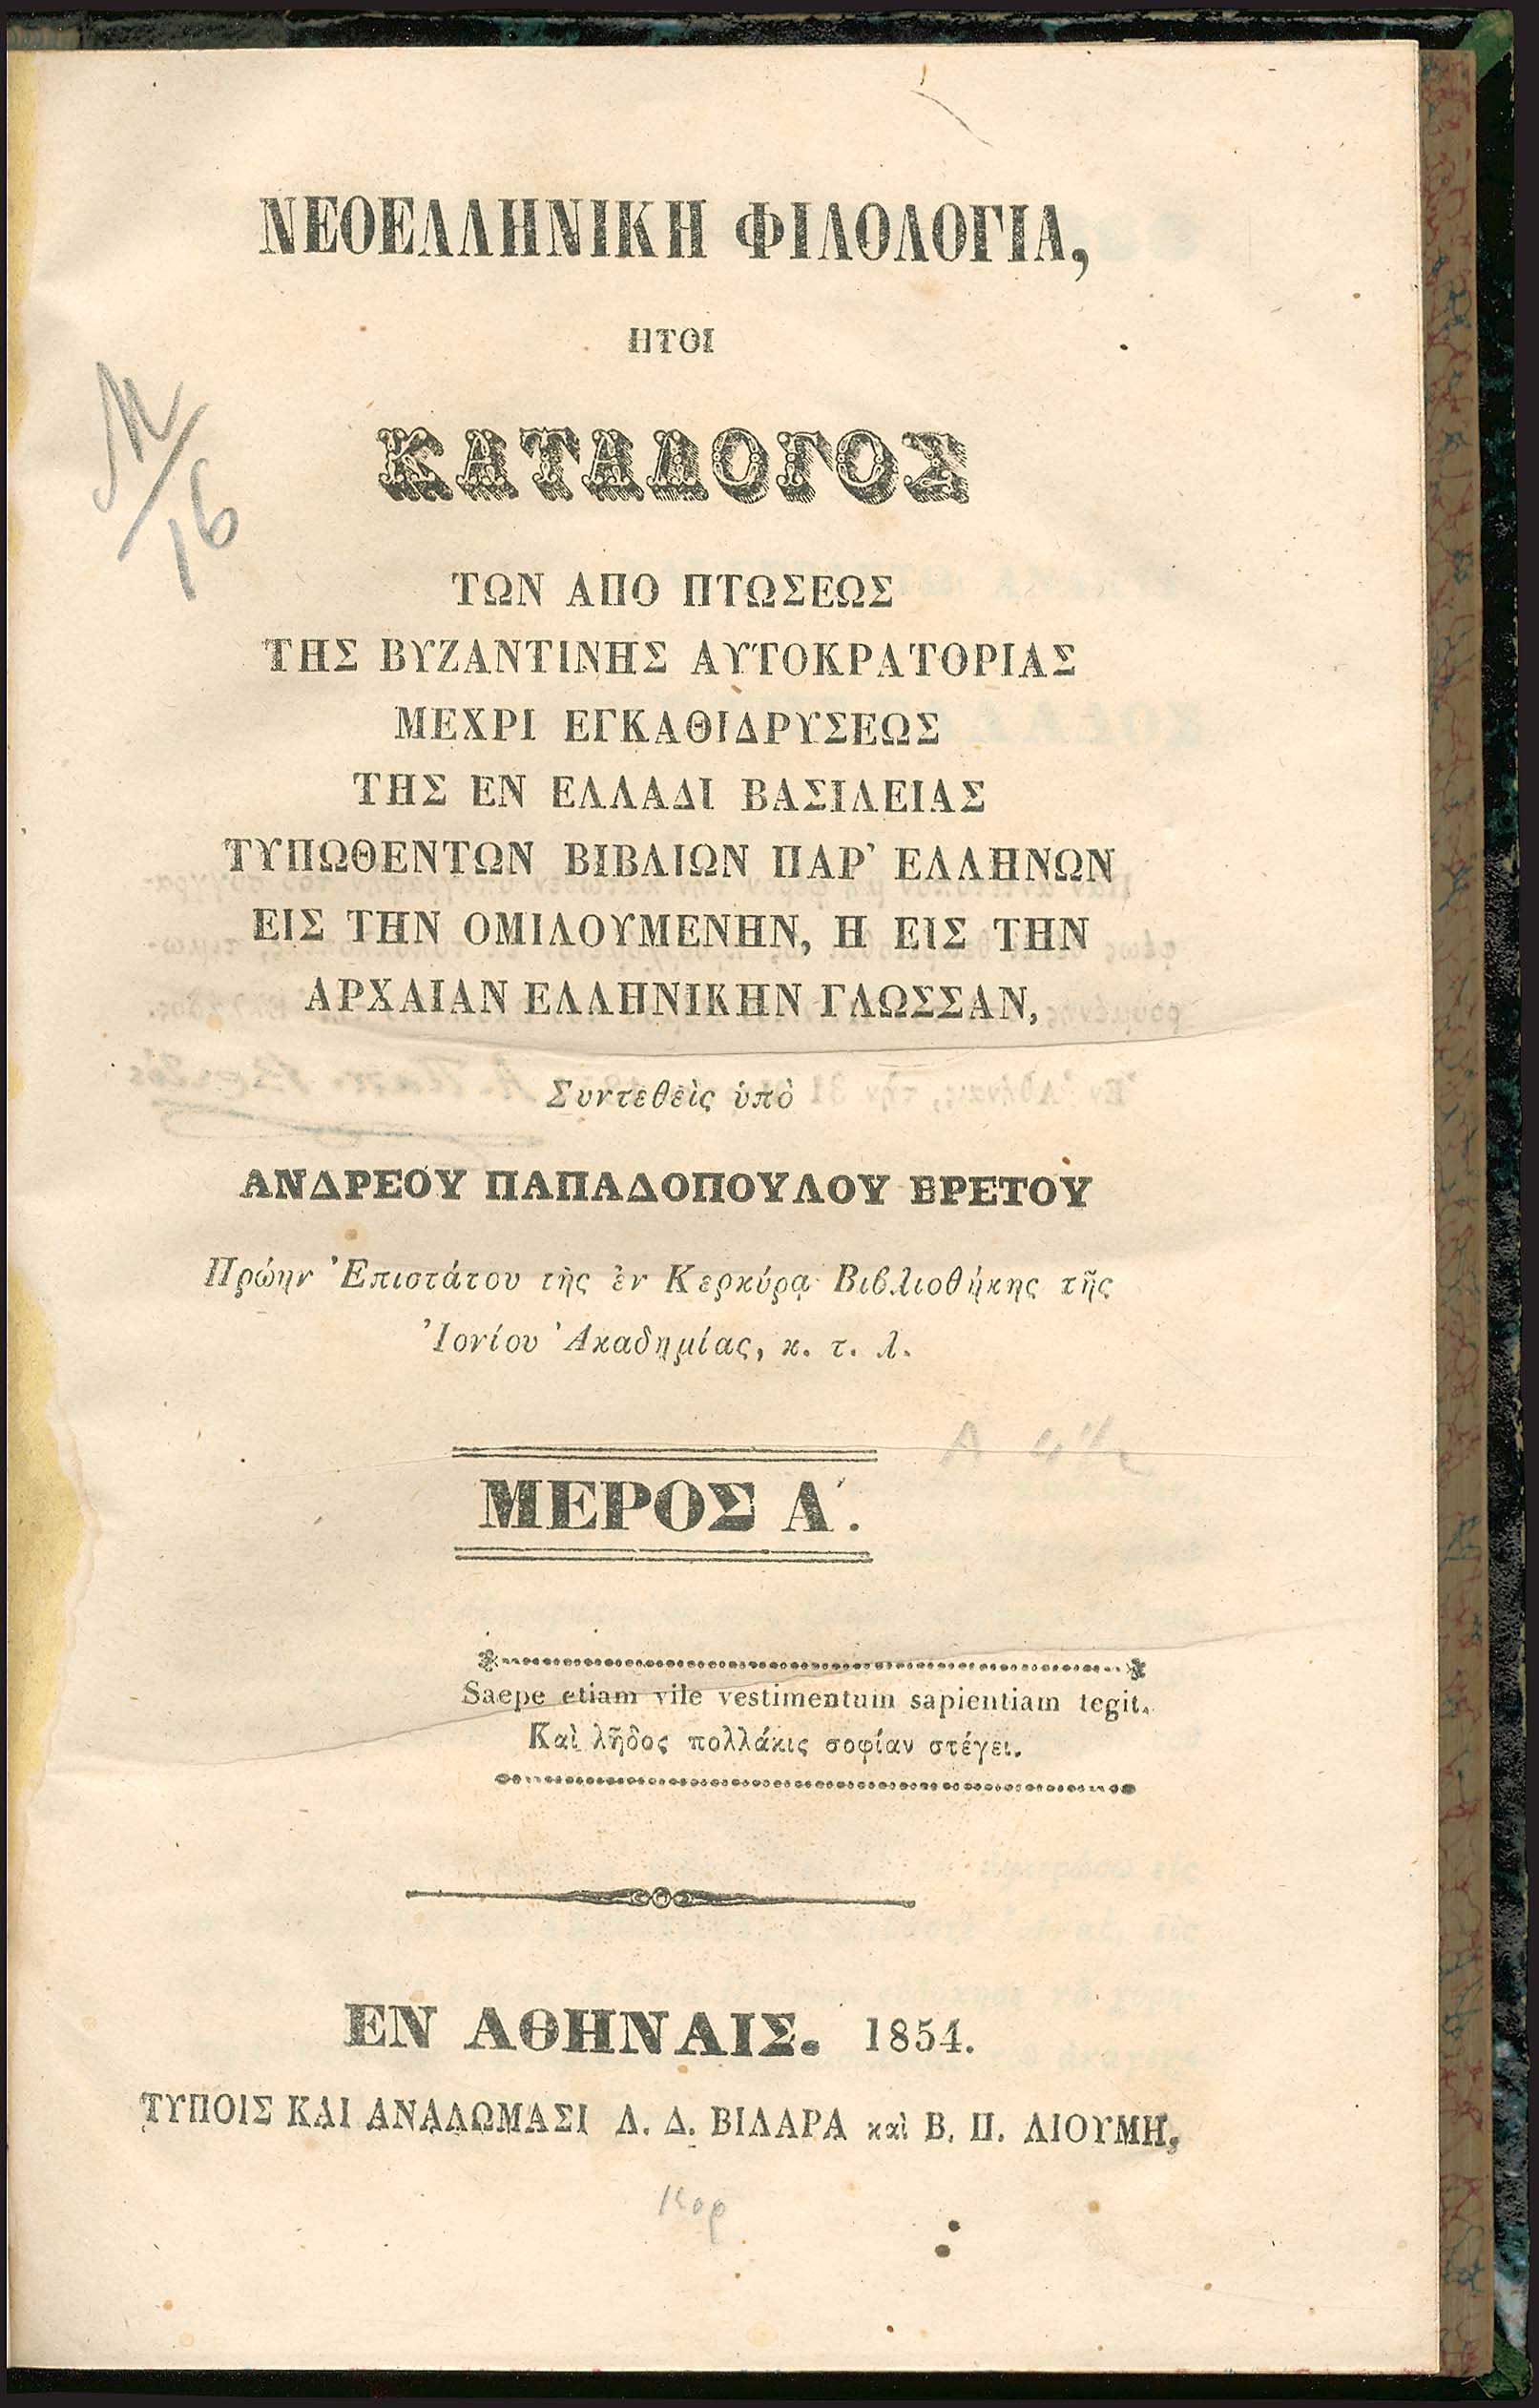 ΝΕΟΕΛΛΗΝΙΚΗ ΦΙΛΟΛΟΓΙΑ,
ΗΤΟΙ
ΚΑΤΑΛΟΓΟΣ
ΤΩΝ ΑΠΟ ΠΤΩΣΕΩΣ
ΤΗΣ ΒΥΖΑΝΤΙΝΗΣ ΑΥΤΟΚΡΑΤΟΡΙΑΣ
ΜΕΧΡΙ ΕΓΚΑΘΙΔΡΥΣΕΩΣ
ΤΗΣ ΕΝ ΕΛΛΑΔΙ ΒΑΣΙΛΕΙΑΣ
ΤΥΠΩΘΕΝΤΩΝ ΒΙΒΛΙΩΝ ΠΑΡ' ΕΛΛΗΝΩΝ
ΕΙΣ ΤΗΝ ΟΜΙΛΟΥΜΕΝΗΝ, Η ΕΙΣ ΤΗΝ
ΑΡΧΑΙΑΝ ΕΛΛΗΝΙΚΗΝ ΓΛΩΣΣΑΝ,
Συντεθεὶς ὑπὸ
ΑΝΔΡΕΟΥ ΠΑΠΑΔΟΠΟΥΛΟΥ ΒΡΕΤΟΥ
Πρώην Ἐπιστάτου τῆς ἐν Κερκύρᾳ Βιβλιοθήκης τῆς
Ἰονίου Ἀκαδημίας, κ. τ. λ.
ΜΕΡΟΣ Α΄.
Saepe etiam vile vestimentum sapientiam tegit.
Καὶ λῆδος πολλάκις σοφίαν στέγει.
ΕΝ ΑΘΗΝΑΙΣ. 1854.
ΤΥΠΟΙΣ ΚΑΙ ΑΝΑΛΩΜΑΣΙ Λ. Δ. ΒΙΛΑΡΑ καὶ Β. Π. ΛΙΟΥΜΗ,